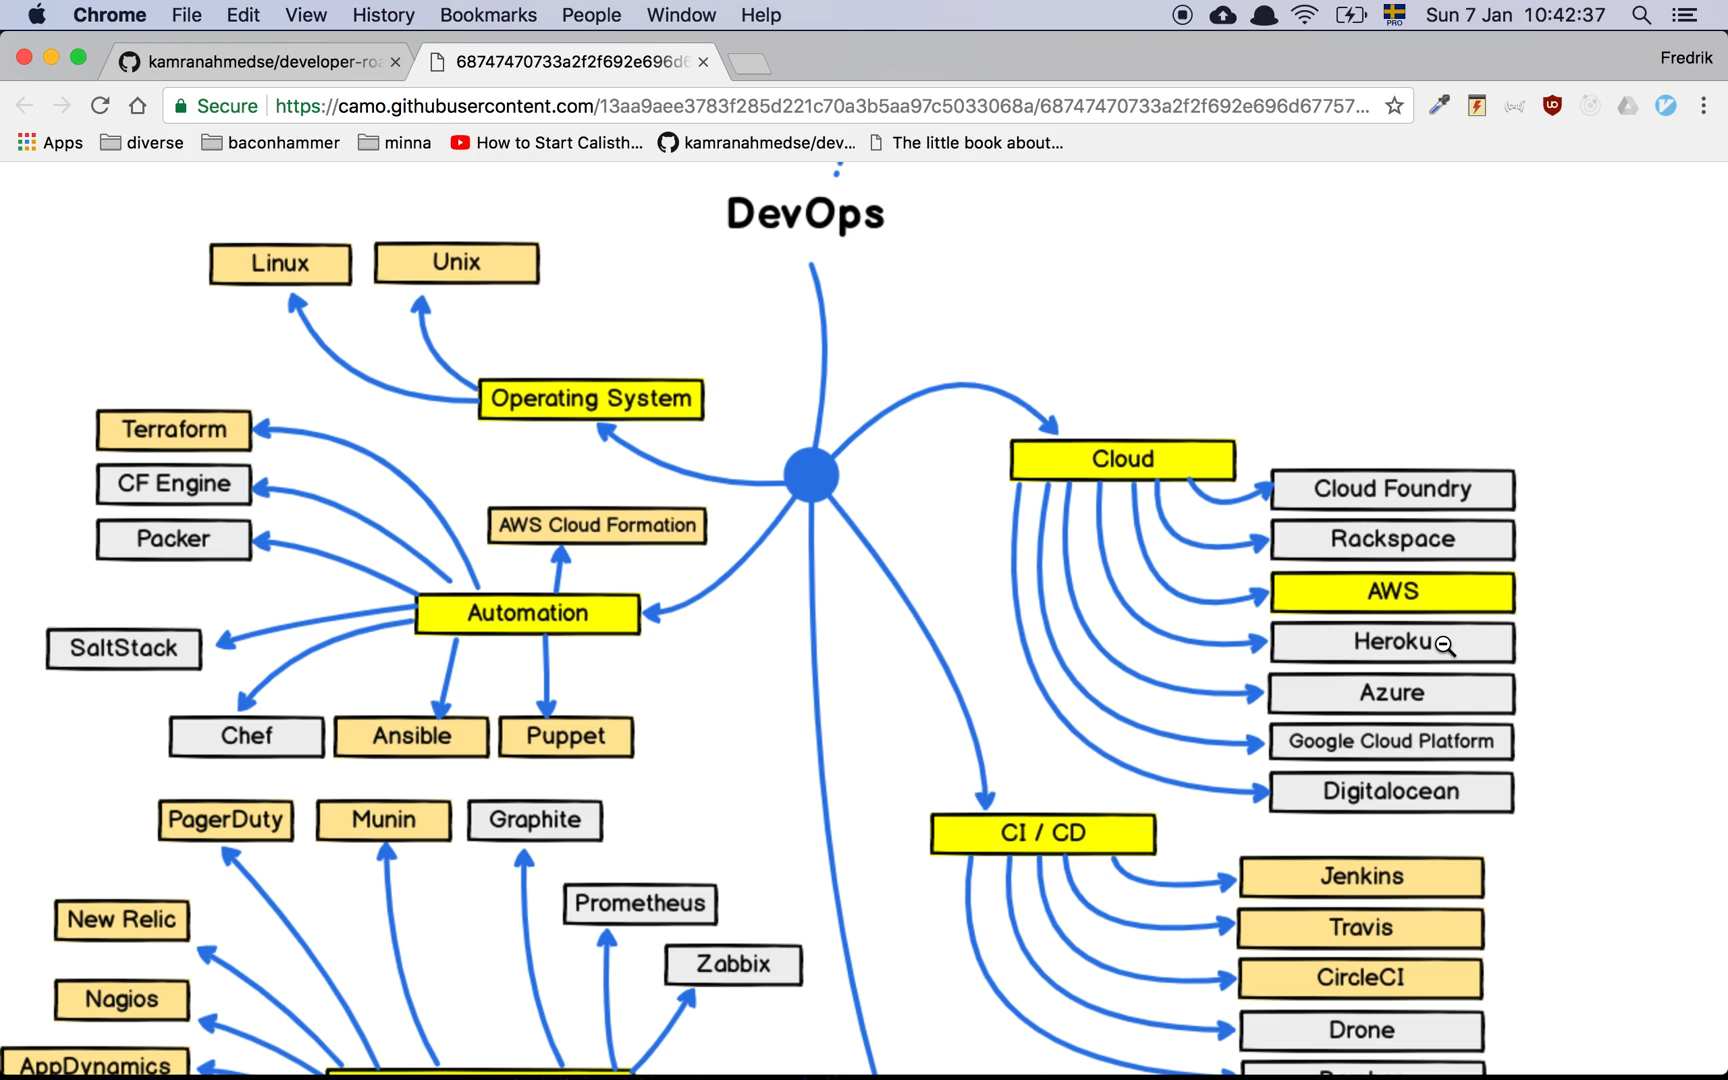 Chrome File Edit View History Bookmarks People Window Help PRO Sun 7 Jan 10:42:37
kamranahmedse/developer-roa 68747470733a2f2f692e696d6 Fredrik
Secure https://camo.githubusercontent.com/13aa9aee3783f285d221c70a3b5aa97c5033068a/68747470733a2f2f692e696d67757...
Apps diverse baconhammer minna How to Start Calisth... kamranahmedse/dev... The little book about...
DevOps
Linux Unix
Operating System
Terraform
Cloud
CF Engine
Cloud Foundry
AWS Cloud Formation
Packer
Rackspace
AWS
Automation
SaltStack
Heroku
Azure
Chef Ansible Puppet
Google Cloud Platform
Digitalocean
PagerDuty Munin Graphite
CI / CD
Jenkins
Prometheus
New Relic
Travis
Zabbix
CircleCI
Nagios
Drone
AppDynamics